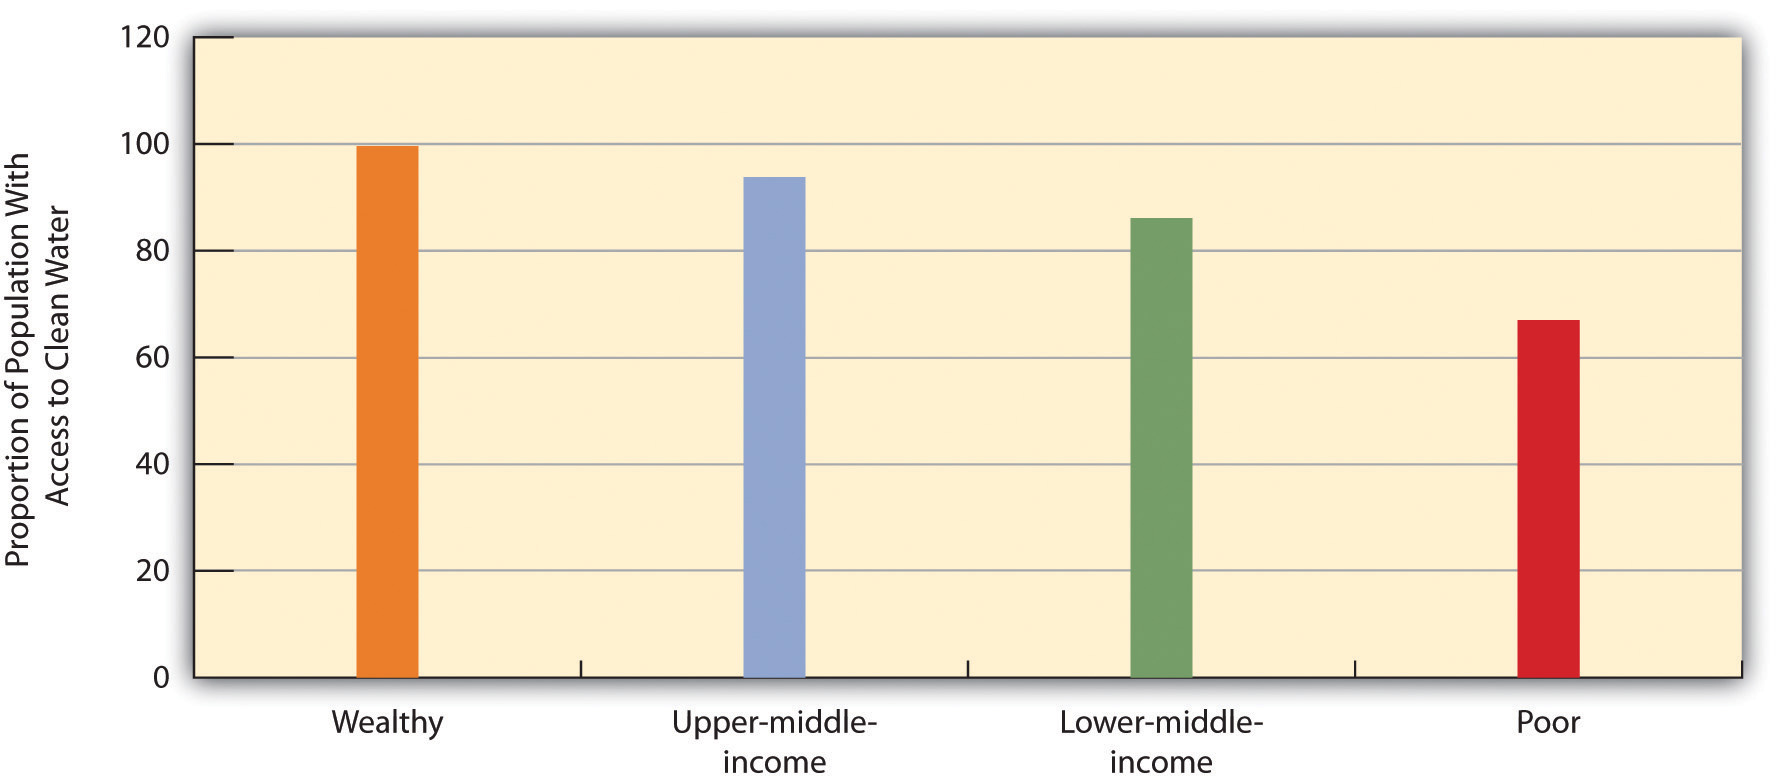 Proportion of Population With
Access to Clean Water
120
100
80
60
40
20
0
Wealthy
Upper-middle-
income
Lower-middle-
income
Poor